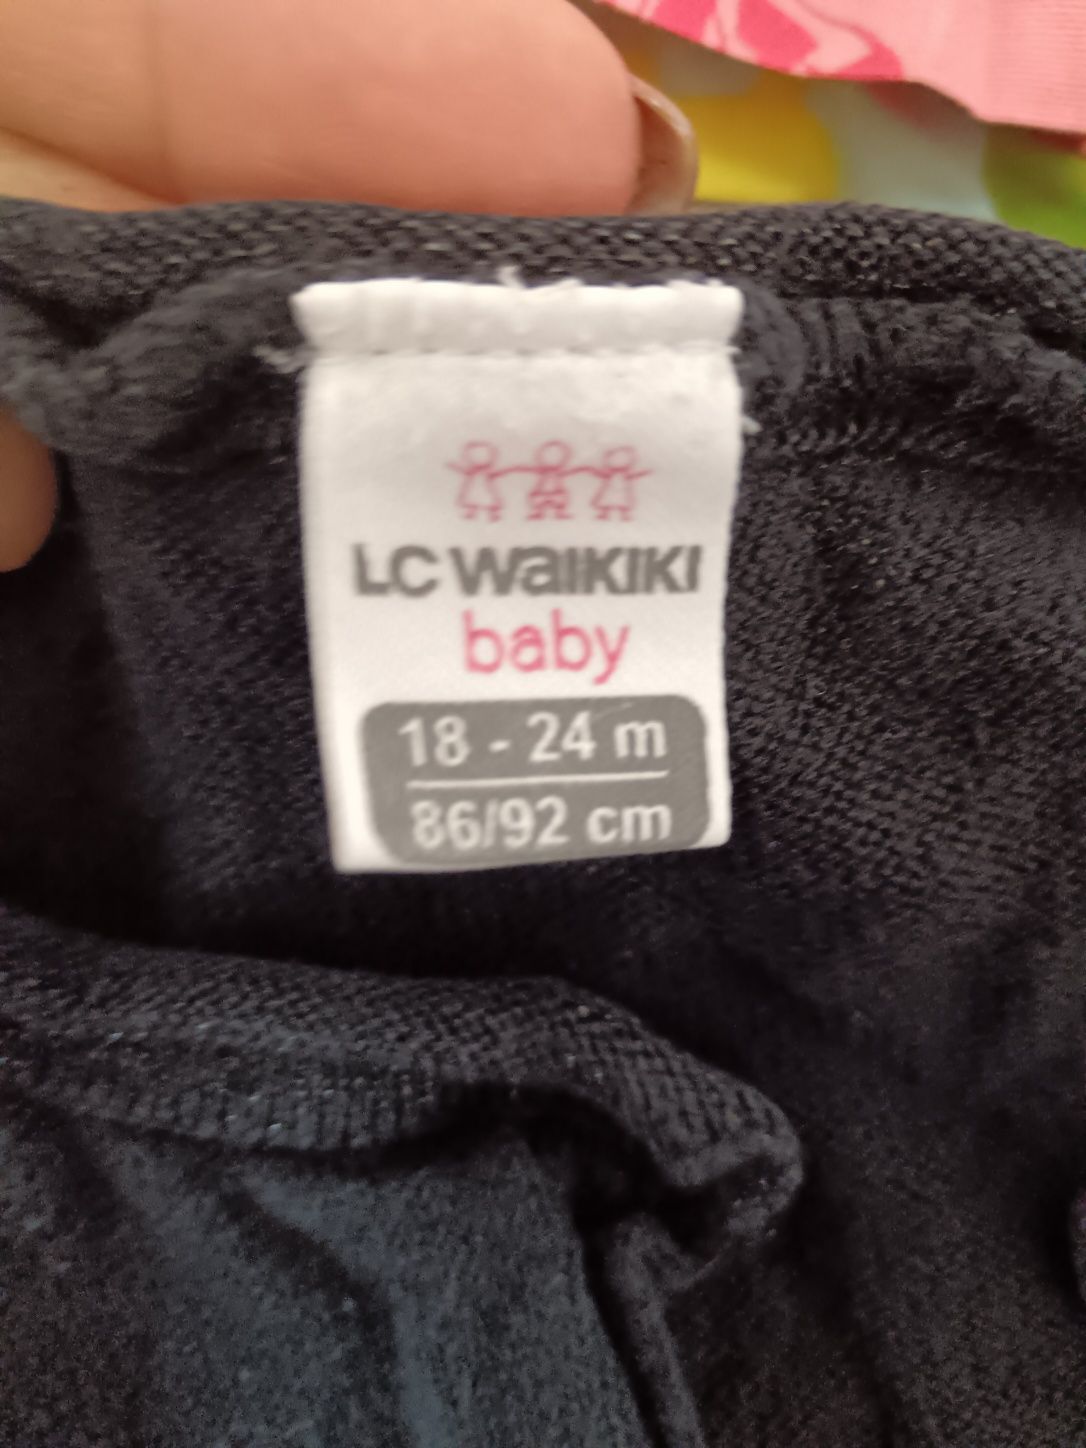 LC WAIKIKI
baby
18 - 24 m
86/92 cm